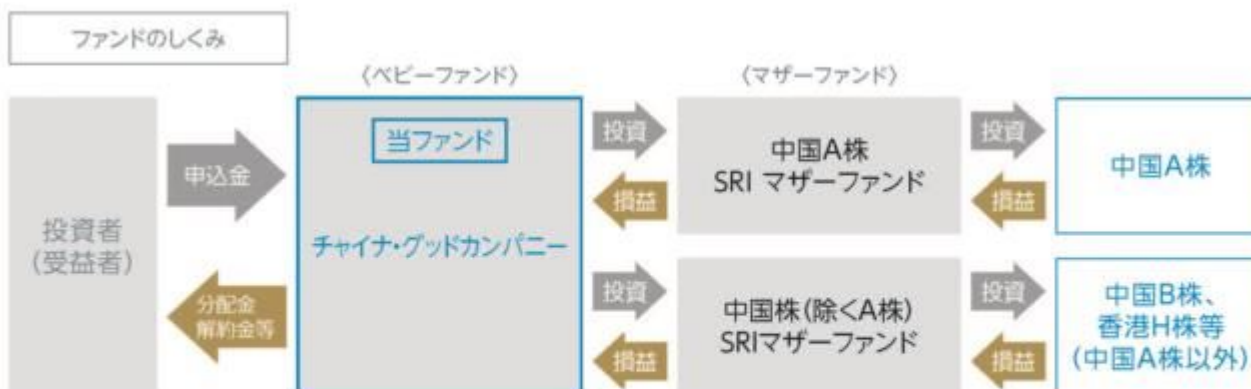 ファンドのしくみ
〈ベビーファンド〉
〈マザーファンド〉
投資者
(受益者)
申込金
分配金
解約金等
当ファンド
チャイナ・グッドカンパニー
投資
損益
中国A株
SRI マザーファンド
投資
損益
中国A株
投資
損益
中国株(除くA株)
SRIマザーファンド
投資
損益
中国B株、
香港H株等
(中国A株以外)